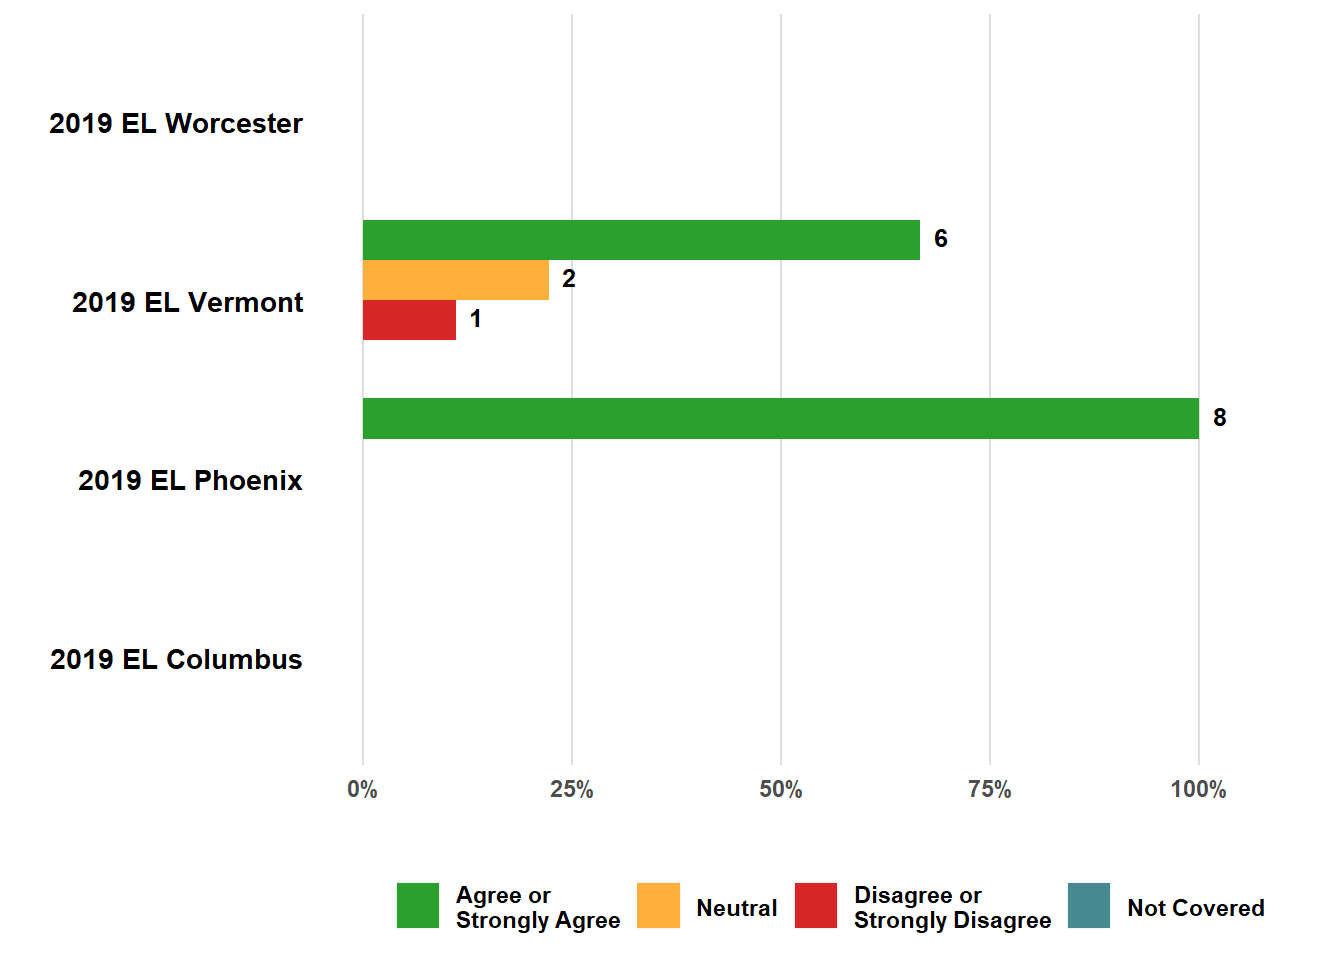 2019 EL Worcester
6
2
2019 EL Vermont
1
8
2019 EL Phoenix
2019 EL Columbus
0% 25% 50% 75% 100%
Agree or
Strongly Agree
Neutral
Disagree or
Strongly Disagree
Not Covered